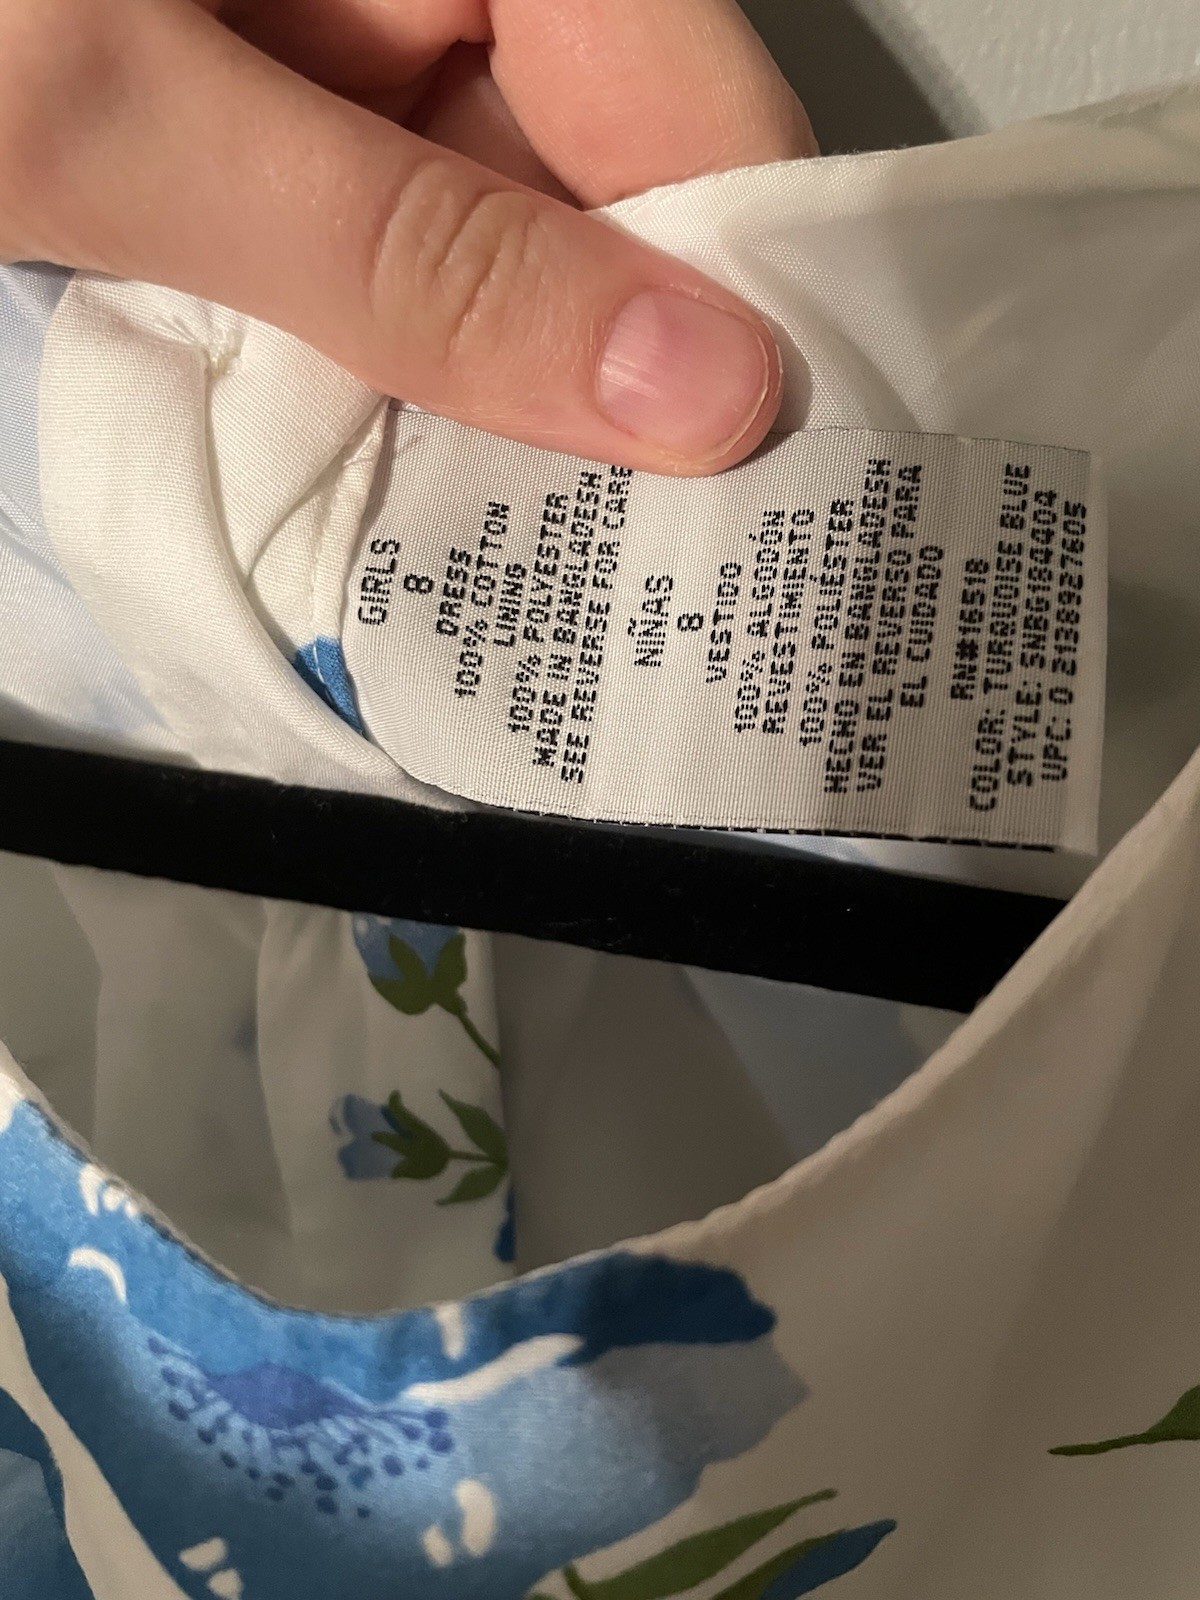 GIRLS
8
DRESS
100% COTTON
LINING
100% POLYESTER
MADE IN BANGLADESH
SEE REVERSE FOR CARE
NIÑAS
8
VESTIDO
100% ALGODÓN
REVESTIMIENTO
100% POLIÉSTER
HECHO EN BANGLADESH
VER EL REVERSO PARA
EL CUIDADO
RN#16518
COLOR: TURQUOISE BLUE
STYLE: SNBG184404
UPC: 0 2138927605